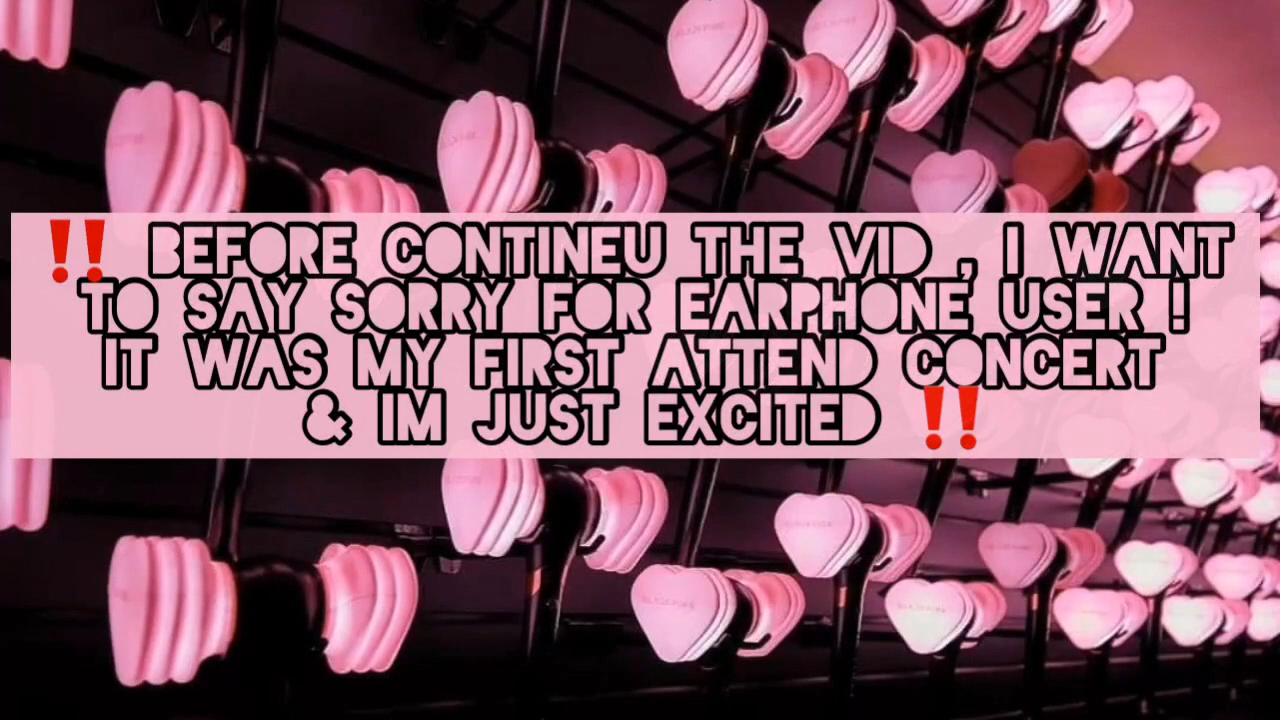 ‼️ BEFORE CONTINEU THE VID , I WANT
TO SAY SORRY FOR EARPHONE USER !
IT WAS MY FIRST ATTEND CONCERT
& IM JUST EXCITED ‼️